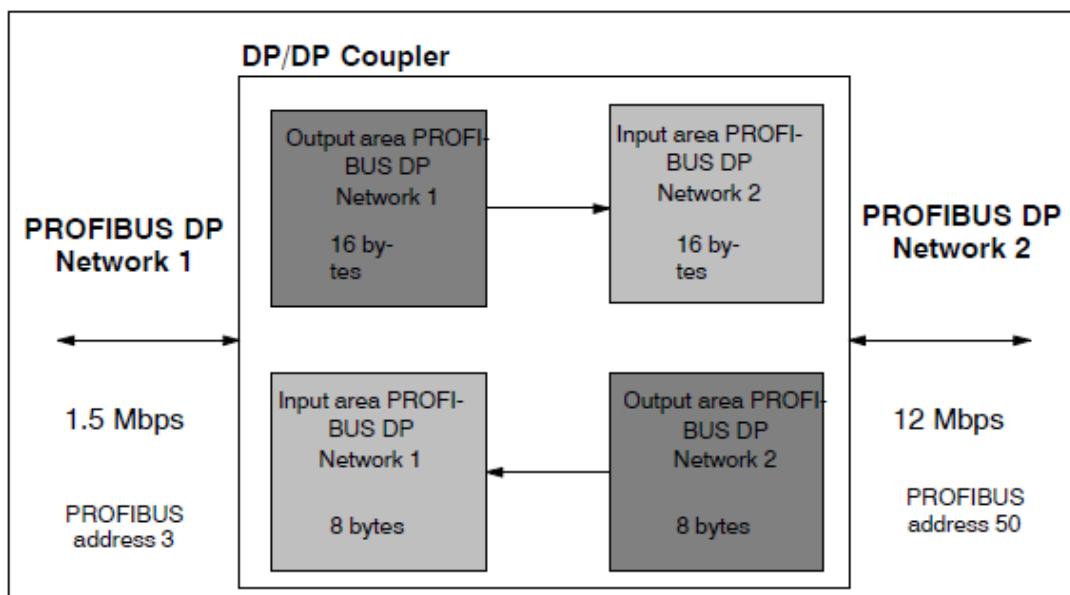 DP/DP Coupler
Output area PROFI-
BUS DP
Network 1
16 by-
tes
Input area PROFI-
BUS DP
Network 2
16 by-
tes
PROFIBUS DP
Network 1
PROFIBUS DP
Network 2
1.5 Mbps
Input area PROFI-
BUS DP
Network 1
8 bytes
Output area PROFI-
BUS DP
Network 2
8 bytes
12 Mbps
PROFIBUS
address 3
PROFIBUS
address 50